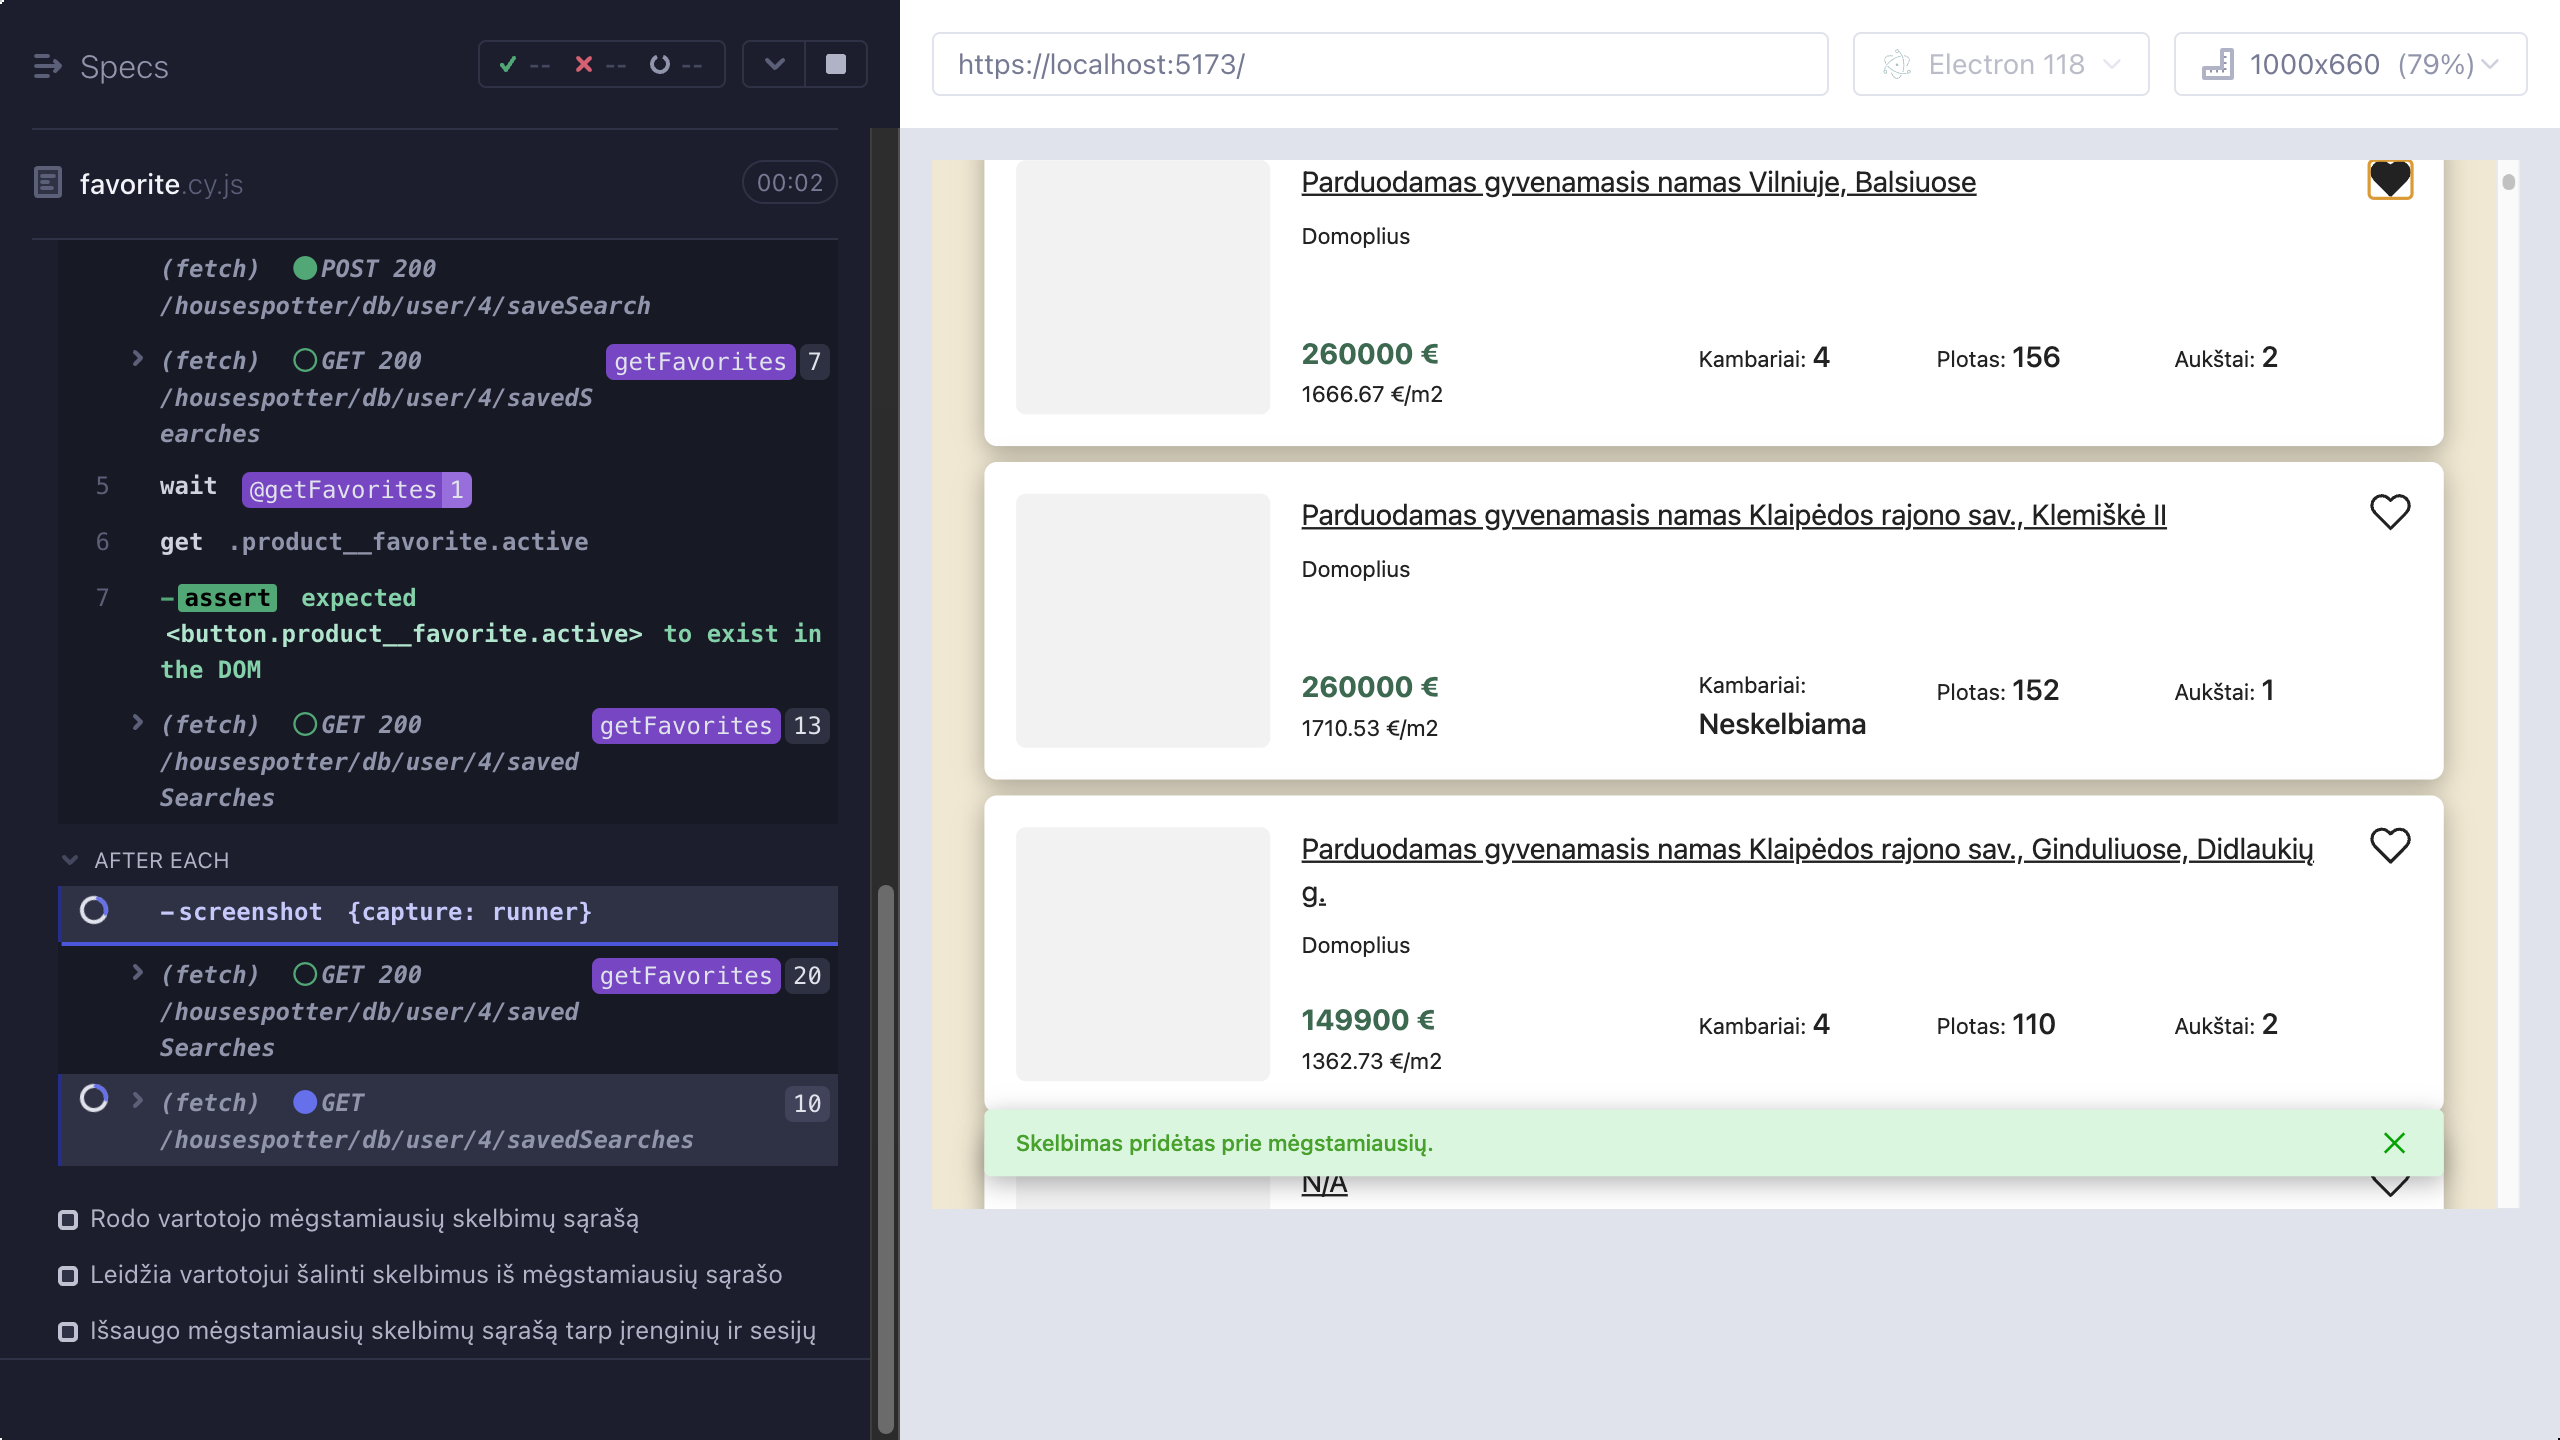 Specs
-- -- --
favorite.cy.js
00:02
(fetch) POST 200
/housespotter/db/user/4/saveSearch
(fetch) GET 200 getFavorites 7
/housespotter/db/user/4/savedS
earches
5 wait @getFavorites 1
6 get .product__favorite.active
7 -assert expected
<button.product__favorite.active> to exist in
the DOM
(fetch) GET 200 getFavorites 13
/housespotter/db/user/4/saved
Searches
AFTER EACH
-screenshot {capture: runner}
(fetch) GET 200 getFavorites 20
/housespotter/db/user/4/saved
Searches
(fetch) GET 10
/housespotter/db/user/4/savedSearches
Rodo vartotojo mėgstamiausių skelbimų sąrašą
Leidžia vartotojui šalinti skelbimus iš mėgstamiausių sąrašo
Išsaugo mėgstamiausių skelbimų sąrašą tarp įrenginių ir sesijų
https://localhost:5173/
Electron 118
1000x660 (79%)
Parduodamas gyvenamasis namas Vilniuje, Balsiuose
Domoplius
260000 €
1666.67 €/m2
Kambariai: 4
Plotas: 156
Aukštai: 2
Parduodamas gyvenamasis namas Klaipėdos rajono sav., Klemiškė II
Domoplius
260000 €
1710.53 €/m2
Kambariai:
Neskelbiama
Plotas: 152
Aukštai: 1
Parduodamas gyvenamasis namas Klaipėdos rajono sav., Ginduliuose, Didlaukių
g.
Domoplius
149900 €
1362.73 €/m2
Kambariai: 4
Plotas: 110
Aukštai: 2
Skelbimas pridėtas prie mėgstamiausių.
N/A